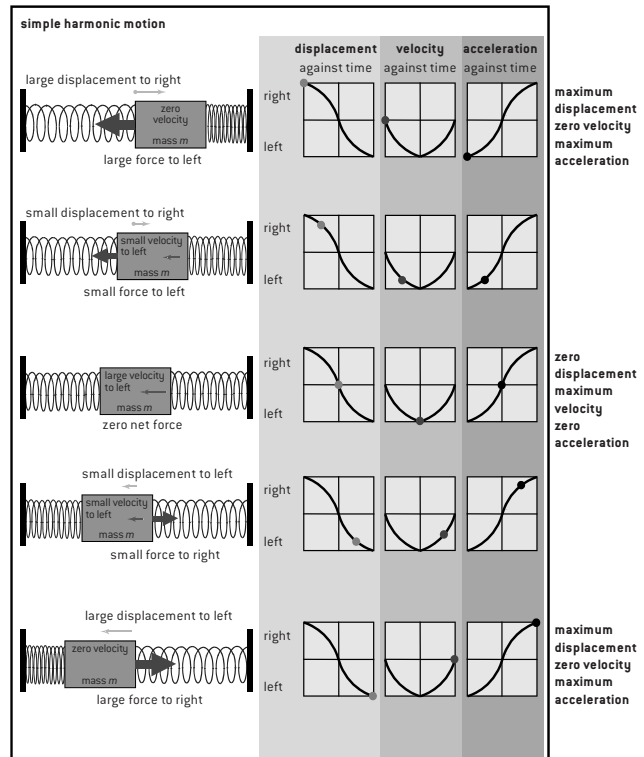 simple harmonic motion
displacement
against time
velocity
against time
acceleration
against time
large displacement to right
zero
velocity
mass m
large force to left
right
left
maximum
displacement
zero velocity
maximum
acceleration
small displacement to right
small velocity
to left
mass m
small force to left
right
left
large velocity
to left
mass m
zero net force
right
left
zero
displacement
maximum
velocity
zero
acceleration
small displacement to left
small velocity
to left
mass m
small force to right
right
left
large displacement to left
zero velocity
mass m
large force to right
right
left
maximum
displacement
zero velocity
maximum
acceleration